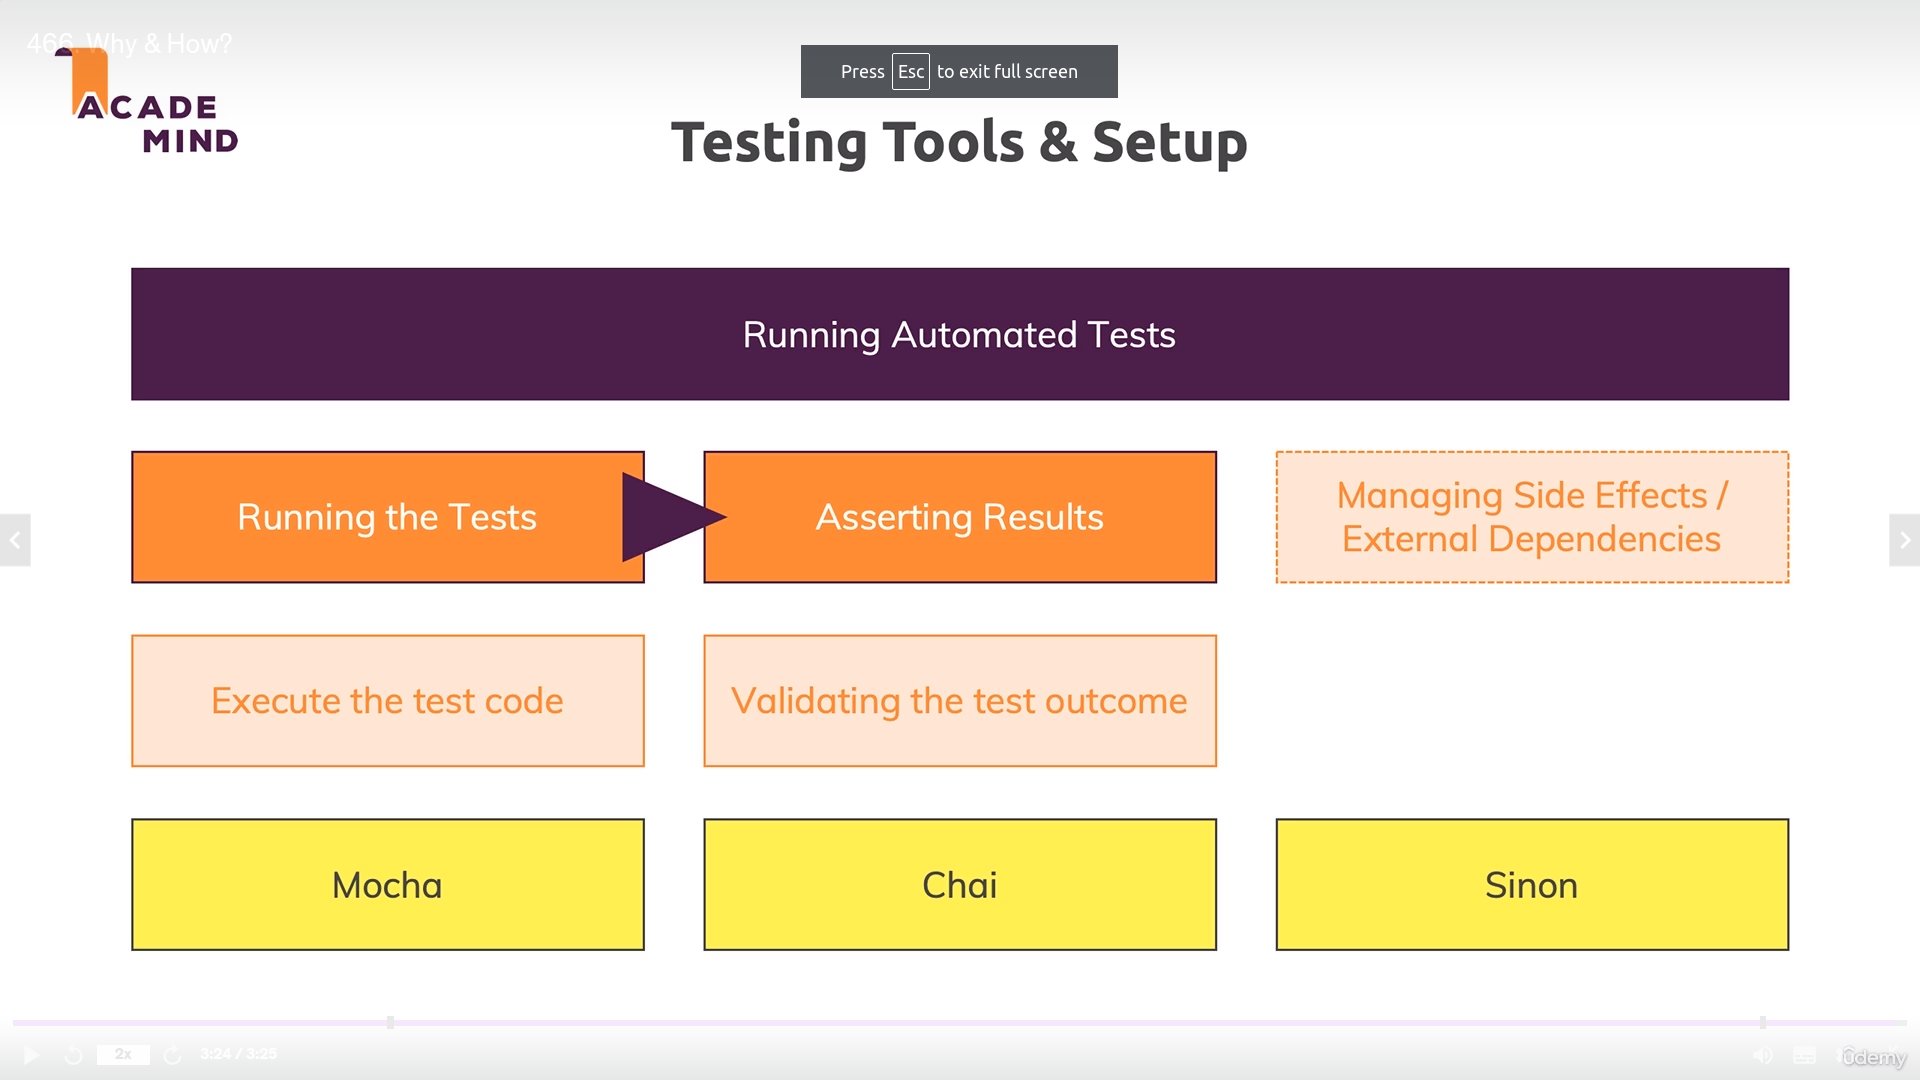 466. Why & How?
Press Esc to exit full screen
ACADE
MIND
Testing Tools & Setup
Running Automated Tests
Running the Tests
Asserting Results
Managing Side Effects /
External Dependencies
Execute the test code
Validating the test outcome
Mocha
Chai
Sinon
2x
3:24 / 3:25
ûdemy